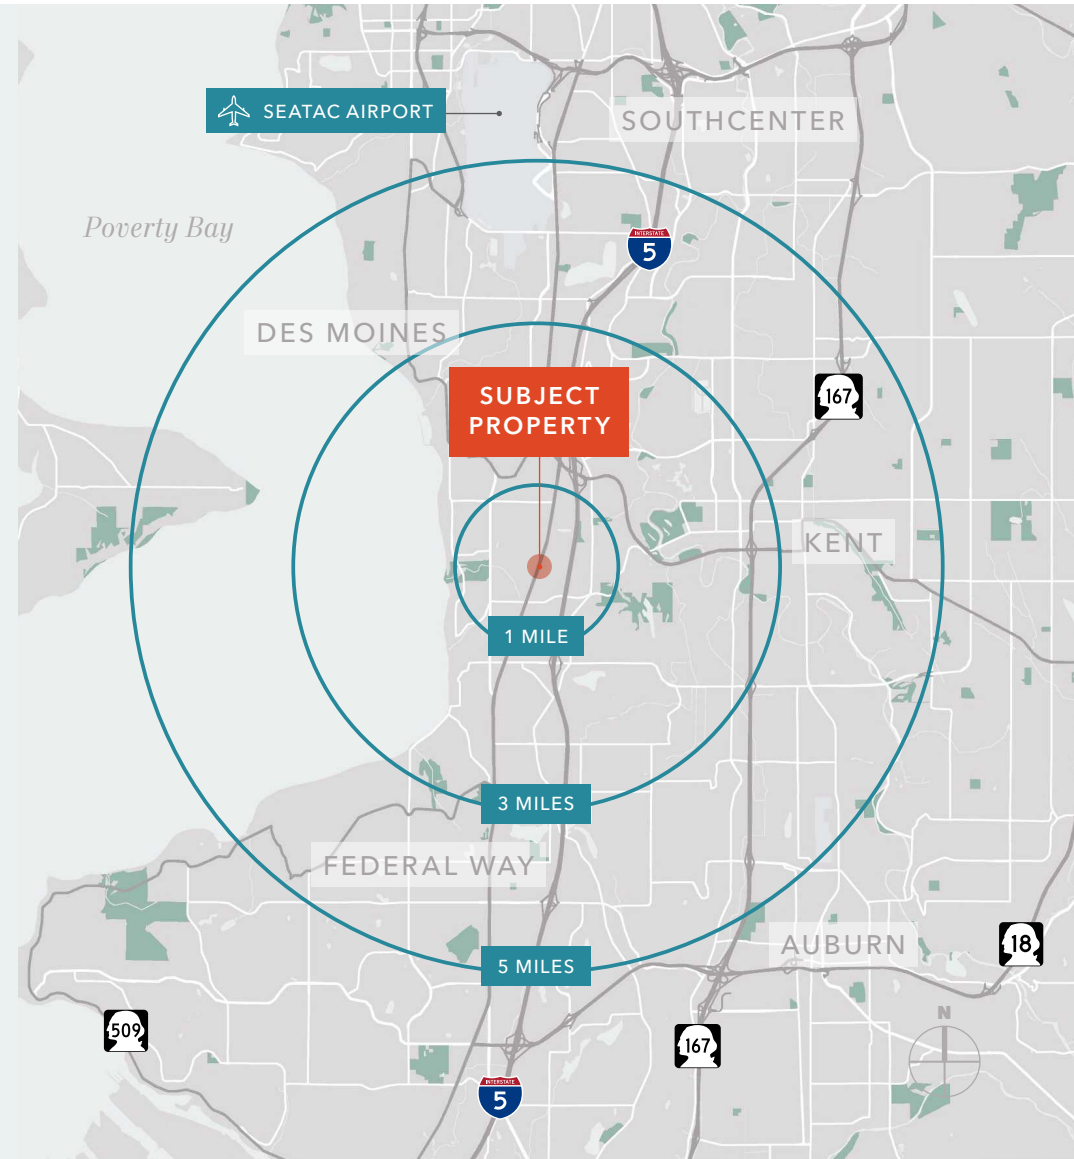 SEATAC AIRPORT
SOUTHCENTER
Poverty Bay
INTERSTATE
5
DES MOINES
SUBJECT
PROPERTY
167
KENT
1 MILE
3 MILES
FEDERAL WAY
AUBURN
18
5 MILES
N
509
167
INTERSTATE
5